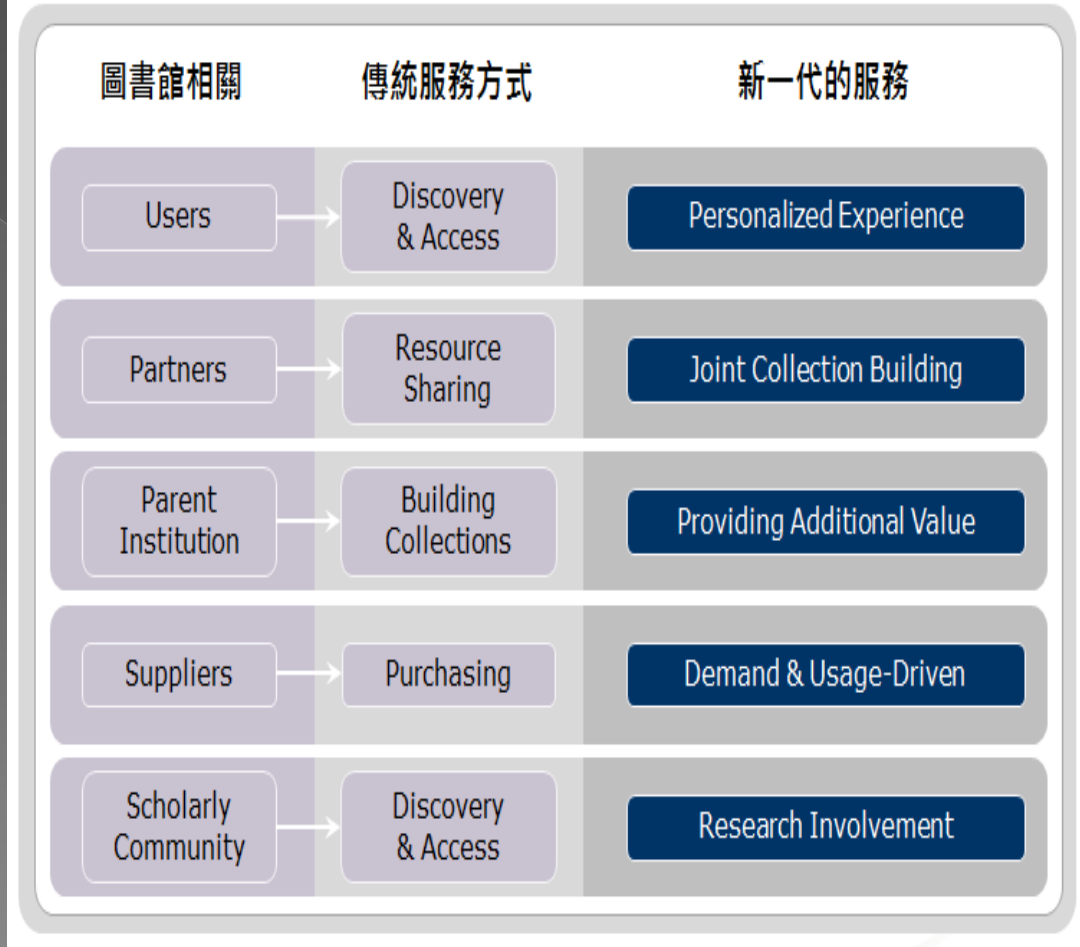 圖書館相關 傳統服務方式 新一代的服務
Users
Discovery
& Access
Personalized Experience
Partners
Resource
Sharing
Joint Collection Building
Parent
Institution
Building
Collections
Providing Additional Value
Suppliers
Purchasing
Demand & Usage-Driven
Scholarly
Community
Discovery
& Access
Research Involvement